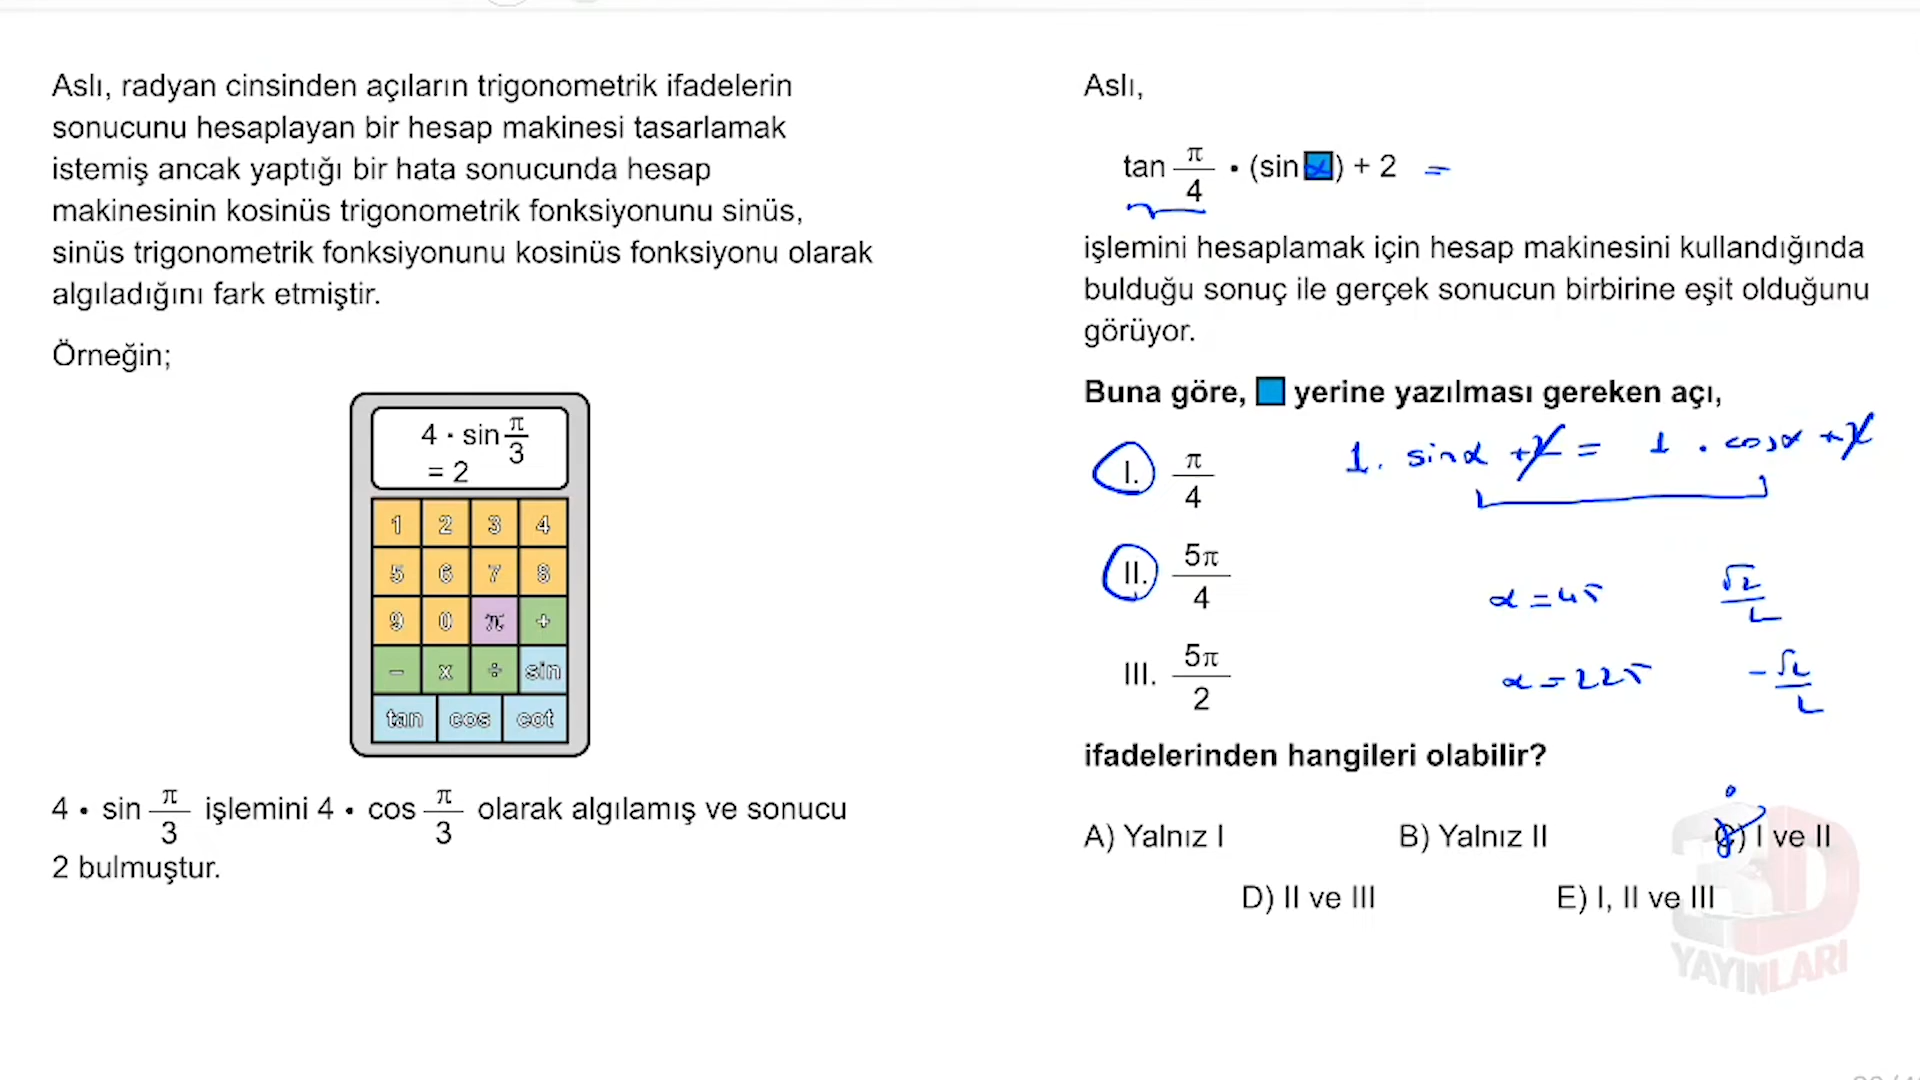 Aslı, radyan cinsinden açıların trigonometrik ifadelerin
sonucunu hesaplayan bir hesap makinesi tasarlamak
istemiş ancak yaptığı bir hata sonucunda hesap
makinesinin kosinüs trigonometrik fonksiyonunu sinüs,
sinüs trigonometrik fonksiyonunu kosinüs fonksiyonu olarak
algıladığını fark etmiştir.
Örneğin;
4 · sin π/3
= 2
1 2 3 4
5 6 7 8
9 0 π +
− x ÷ sin
tan cos cot
4 • sin π/3 işlemini 4 • cos π/3 olarak algılamış ve sonucu
2 bulmuştur.
Aslı,
tan π/4 • (sin α) + 2 =
işlemini hesaplamak için hesap makinesini kullandığında
bulduğu sonuç ile gerçek sonucun birbirine eşit olduğunu
görüyor.
Buna göre, yerine yazılması gereken açı,
1. sinα +2 = 1 . cosα +2
I. π/4
II. 5π/4
α = 45 √2/2
III. 5π/2
α = 225 -√2/2
ifadelerinden hangileri olabilir?
A) Yalnız I B) Yalnız II C) I ve II
D) II ve III E) I, II ve III
3D
YAYINLARI